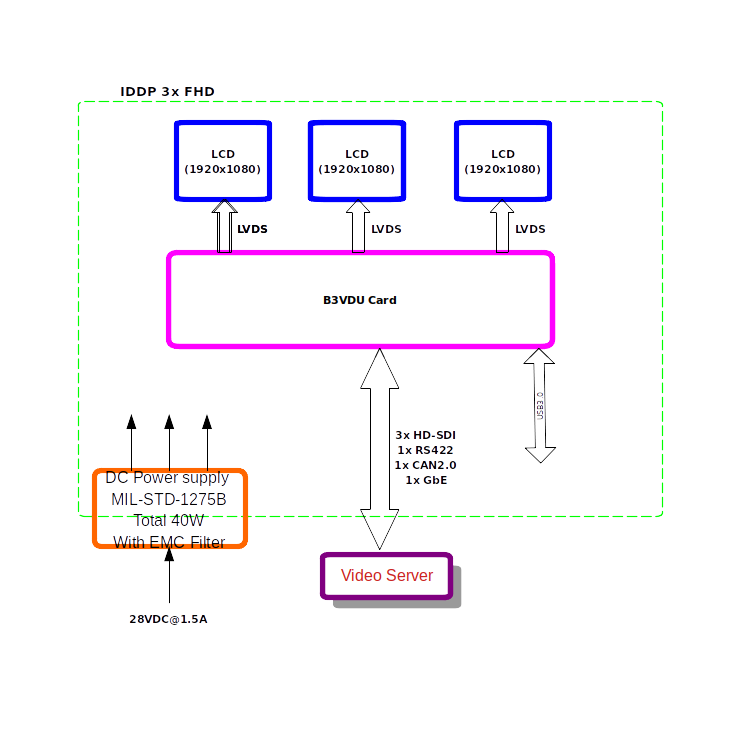 IDDP 3x FHD
LCD
(1920x1080)
LCD
(1920x1080)
LCD
(1920x1080)
LVDS
LVDS
LVDS
B3VDU Card
USB3.0
3x HD-SDI
1x RS422
1x CAN2.0
1x GbE
DC Power supply
MIL-STD-1275B
Total 40W
With EMC Filter
Video Server
28VDC@1.5A